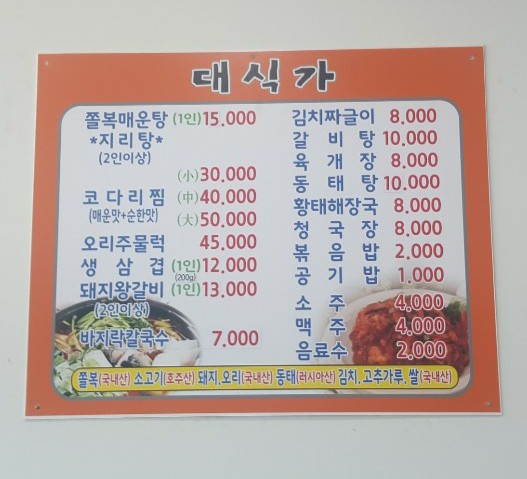 대식가
쫄복매운탕 (1인) 15.000
*지리탕*
(2인이상)
(小) 30.000
코다리찜 (中) 40.000
(매운맛+순한맛) (大) 50.000
오리주물럭 45.000
생삼겹 (1인) 12.000
(200g)
돼지왕갈비 (1인) 13.000
(2인이상)
바지락칼국수 7.000
김치짜글이 8.000
갈비탕 10.000
육개장 8.000
동태탕 10.000
황태해장국 8.000
청국장 8.000
볶음밥 2.000
공기밥 1.000
소주 4,000
맥주 4,000
음료수 2,000
쫄복(국내산) 소고기(호주산) 돼지.오리(국내산) 동태(러시아산) 김치.고추가루.쌀(국내산)